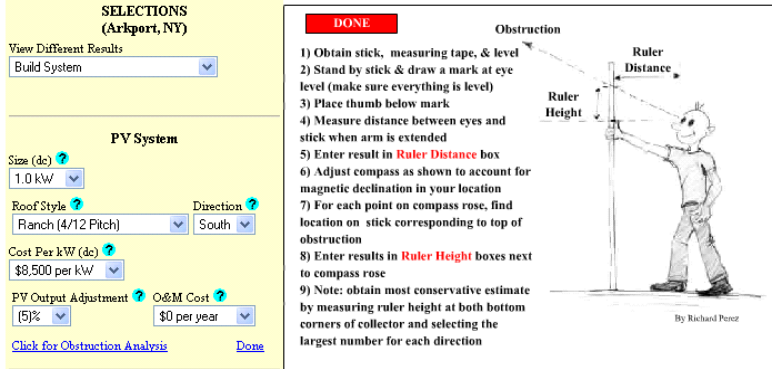 SELECTIONS
(Arkport, NY)
View Different Results
Build System
PV System
Size (dc) ?
1.0 kW
Roof Style ?
Direction ?
Ranch (4/12 Pitch)
South
Cost Per kW (dc) ?
$8,500 per kW
PV Output Adjustment ?
O&M Cost ?
(5)%
$0 per year
Click for Obstruction Analysis
Done
DONE
1) Obtain stick, measuring tape, & level
2) Stand by stick & draw a mark at eye
level (make sure everything is level)
3) Place thumb below mark
4) Measure distance between eyes and
stick when arm is extended
5) Enter result in Ruler Distance box
6) Adjust compass as shown to account for
magnetic declination in your location
7) For each point on compass rose, find
location on stick corresponding to top of
obstruction
8) Enter results in Ruler Height boxes next
to compass rose
9) Note: obtain most conservative estimate
by measuring ruler height at both bottom
corners of collector and selecting the
largest number for each direction
Obstruction
Ruler
Distance
Ruler
Height
By Richard Perez